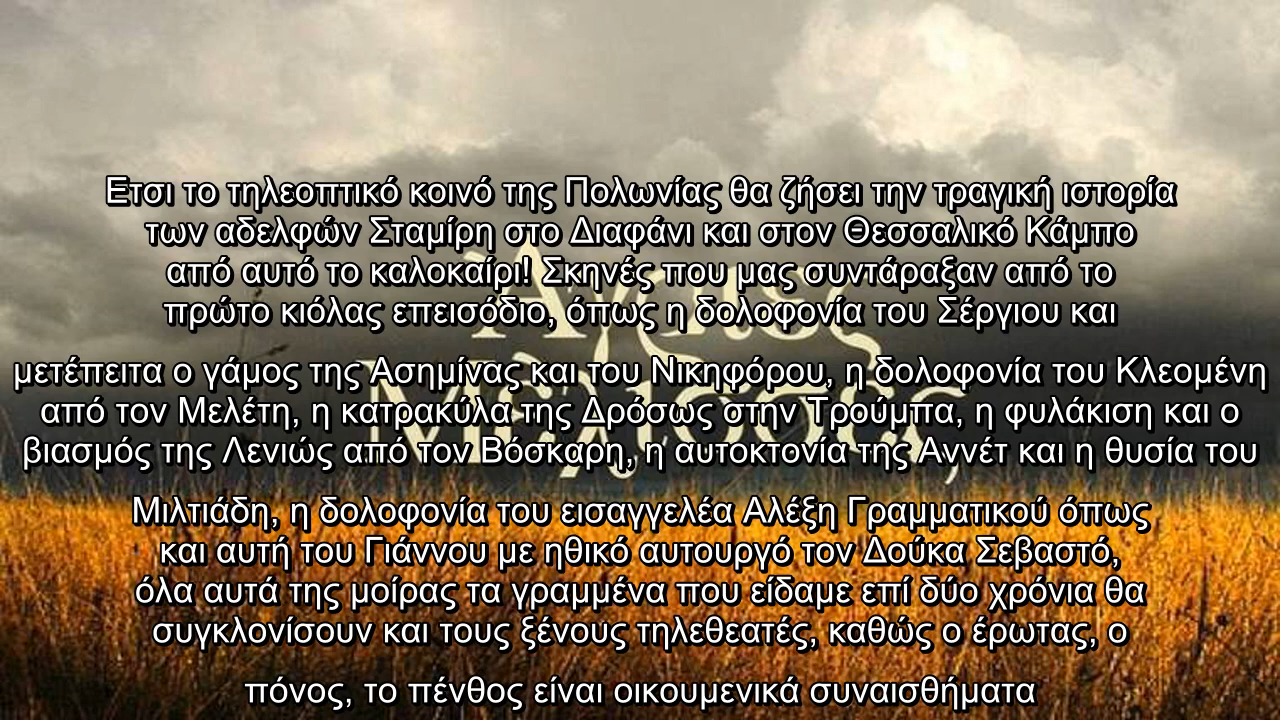 Ετσι το τηλεοπτικό κοινό της Πολωνίας θα ζήσει την τραγική ιστορία
των αδελφών Σταμίρη στο Διαφάνι και στον Θεσσαλικό Κάμπο
από αυτό το καλοκαίρι! Σκηνές που μας συντάραξαν από το
πρώτο κιόλας επεισόδιο, όπως η δολοφονία του Σέργιου και
μετέπειτα ο γάμος της Ασημίνας και του Νικηφόρου, η δολοφονία του Κλεομένη
από τον Μελέτη, η κατρακύλα της Δρόσως στην Τρούμπα, η φυλάκιση και ο
βιασμός της Λενιώς από τον Βόσκαρη, η αυτοκτονία της Αννέτ και η θυσία του
Μιλτιάδη, η δολοφονία του εισαγγελέα Αλέξη Γραμματικού όπως
και αυτή του Γιάννου με ηθικό αυτουργό τον Δούκα Σεβαστό,
όλα αυτά της μοίρας τα γραμμένα που είδαμε επί δύο χρόνια θα
συγκλονίσουν και τους ξένους τηλεθεατές, καθώς ο έρωτας, ο
πόνος, το πένθος είναι οικουμενικά συναισθήματα
Άγριες
Μέλισσες